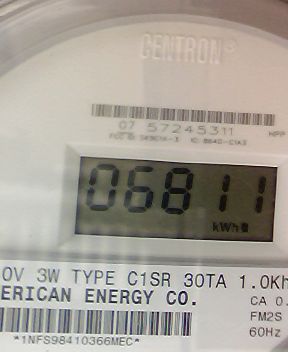 CENTRON®
07 57245311
06811
kWh
0V 3W TYPE C1SR 30TA 1.0Kh
ERICAN ENERGY CO.
CA 0.
FM2S
60Hz
*1NFS98410366MEC*